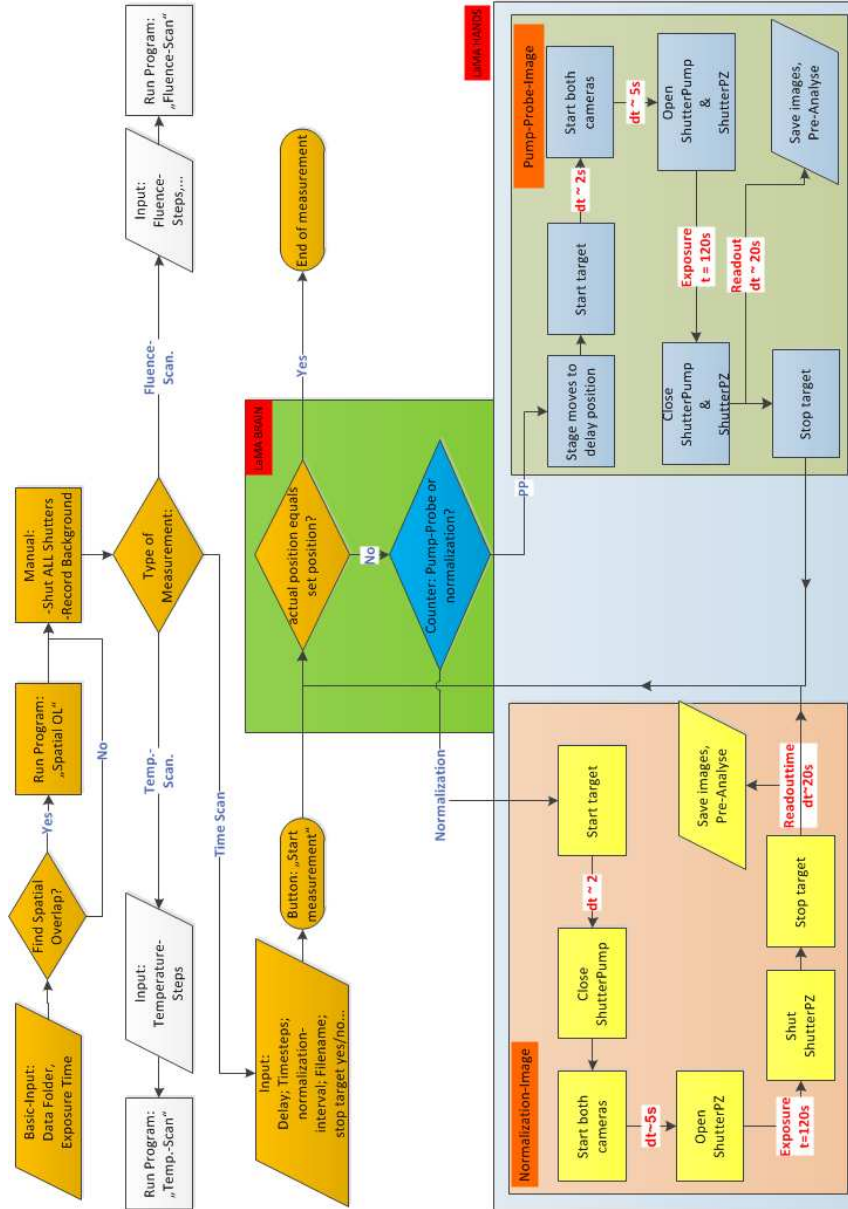 Basic-Input:
Data Folder,
Exposure Time
Find Spatial
Overlap?
Yes
No
Run Program:
„Spatial OL“
Manual:
-Shut ALL Shutters
-Record Background
Type of
Measurement:
Fluence-
Scan.
Input:
Fluence-
Steps,...
Run Program:
„Fluence-Scan“
Temp.-
Scan.
Input:
Temperature-
Steps
Run Program:
„Temp.-Scan“
Time Scan
Input:
Delay; Timesteps;
normalization-
interval; Filename;
stop target yes/no...
Button: „Start
measurement“
LaMA BRAIN
actual position equals
set position?
Yes
End of measurement
No
Counter: Pump-Probe or
normalization?
Normalization
PP
LaMA HANDS
Normalization-Image
Start target
dt ~ 2
Close
ShutterPump
Start both
cameras
dt~5s
Open
ShutterPZ
Exposure
t=120s
Shut
ShutterPZ
Stop target
Readouttime
dt~20s
Save images,
Pre-Analyse
Pump-Probe-Image
Stage moves to
delay position
Start target
dt ~ 2s
Start both
cameras
dt ~ 5s
Open
ShutterPump
&
ShutterPZ
Exposure
t = 120s
Close
ShutterPump
&
ShutterPZ
Readout
dt ~ 20s
Save images,
Pre-Analyse
Stop target